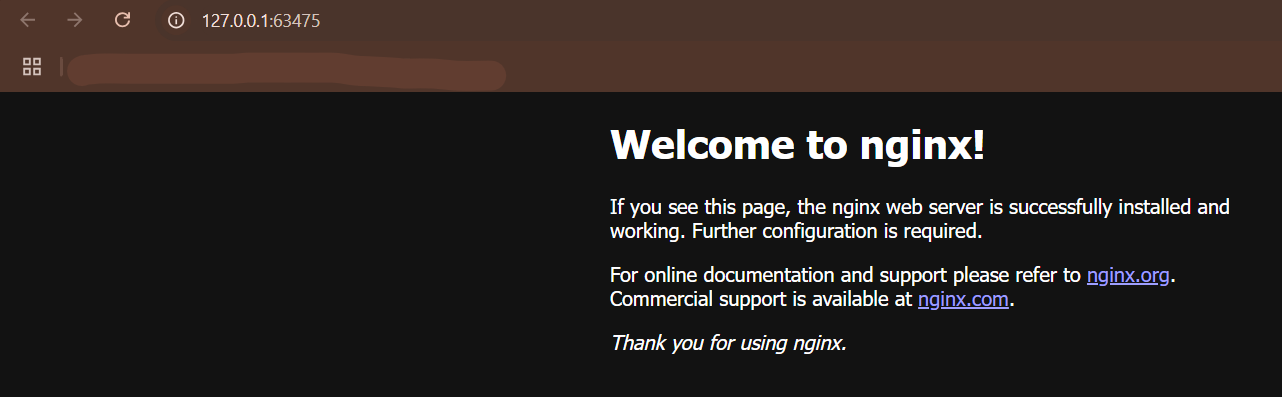 127.0.0.1:63475
Welcome to nginx!
If you see this page, the nginx web server is successfully installed and
working. Further configuration is required.
For online documentation and support please refer to nginx.org.
Commercial support is available at nginx.com.
Thank you for using nginx.